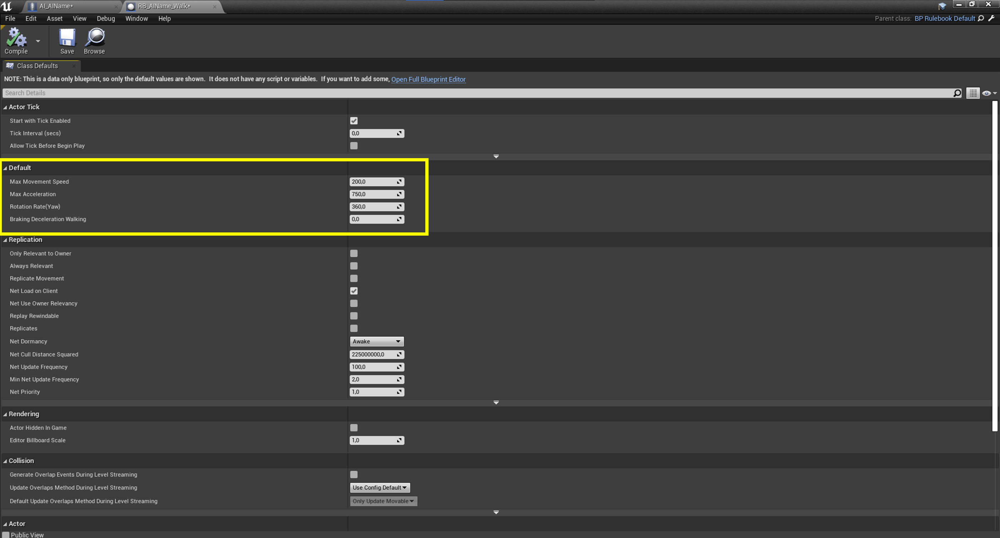 AI_AIName*
RB_AIName_Walk*
File Edit Asset View Debug Window Help
Parent class: BP Rulebook Default
Compile Save Browse
Class Defaults
NOTE: This is a data only blueprint, so only the default values are shown. It does not have any script or variables. If you want to add some, Open Full Blueprint Editor
Search Details
Actor Tick
Start with Tick Enabled
Tick Interval (secs) 0,0
Allow Tick Before Begin Play
Default
Max Movement Speed 200,0
Max Acceleration 750,0
Rotation Rate(Yaw) 360,0
Braking Deceleration Walking 0,0
Replication
Only Relevant to Owner
Always Relevant
Replicate Movement
Net Load on Client
Net Use Owner Relevancy
Replay Rewindable
Replicates
Net Dormancy Awake
Net Cull Distance Squared 225000000,0
Net Update Frequency 100,0
Min Net Update Frequency 2,0
Net Priority 1,0
Rendering
Actor Hidden In Game
Editor Billboard Scale 1,0
Collision
Generate Overlap Events During Level Streaming
Update Overlaps Method During Level Streaming Use Config Default
Default Update Overlaps Method During Level Streaming Only Update Movable
Actor
Public View